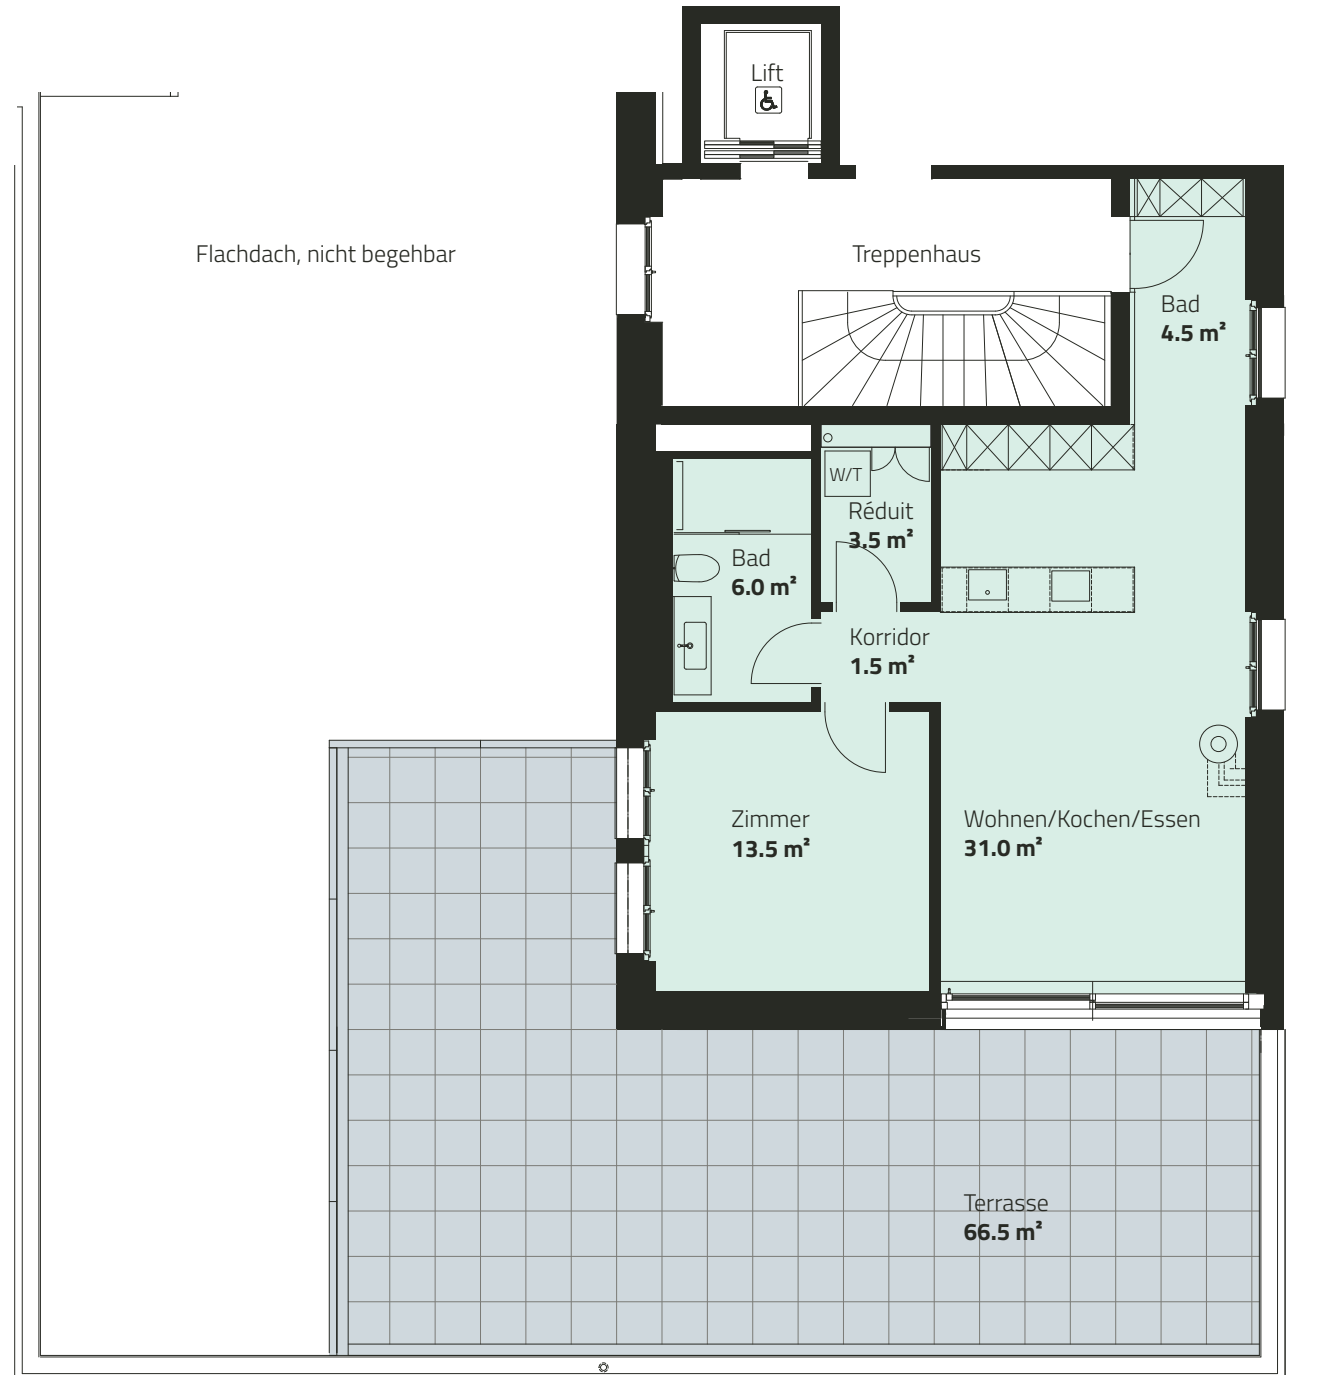 Lift
Flachdach, nicht begehbar
Treppenhaus
Bad
4.5 m²
W/T
Réduit
3.5 m²
Bad
6.0 m²
Korridor
1.5 m²
Zimmer
13.5 m²
Wohnen/Kochen/Essen
31.0 m²
Terrasse
66.5 m²